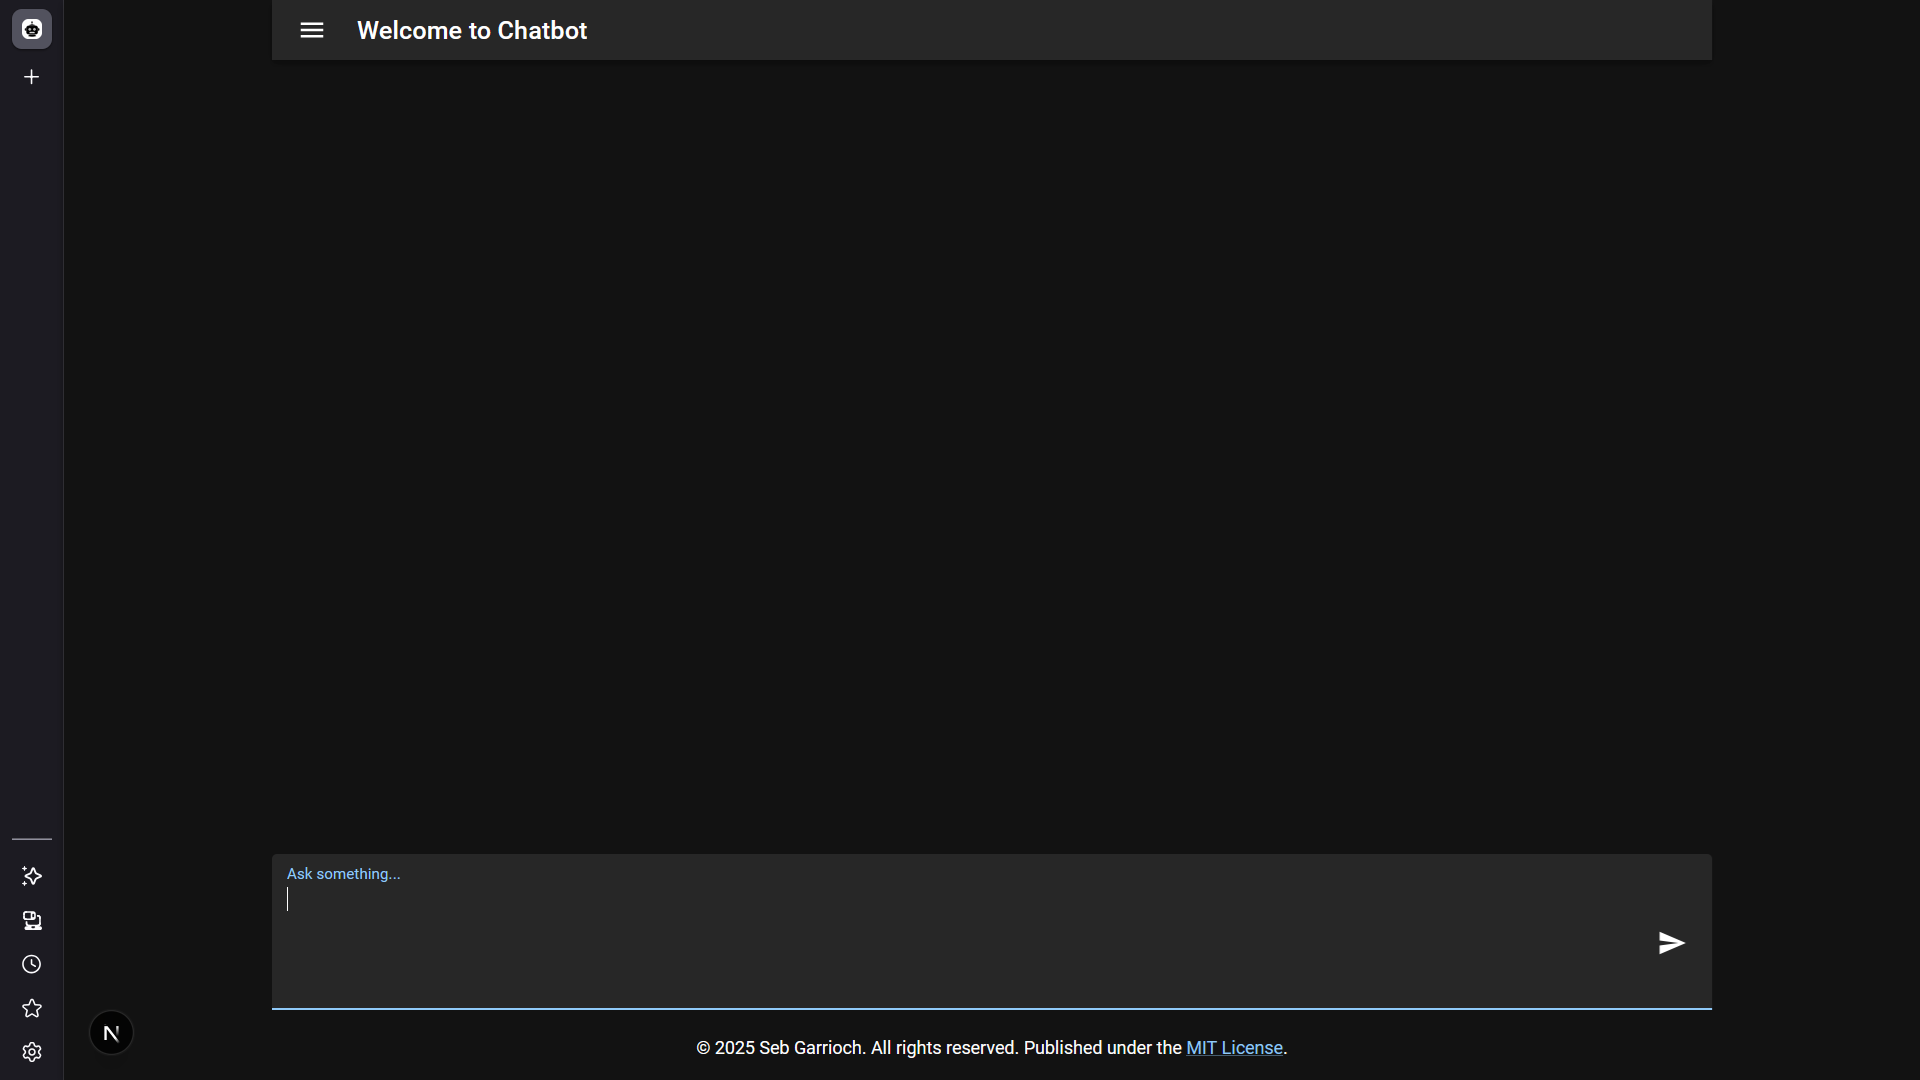 Welcome to Chatbot
Ask something...
N
© 2025 Seb Garrioch. All rights reserved. Published under the MIT License.